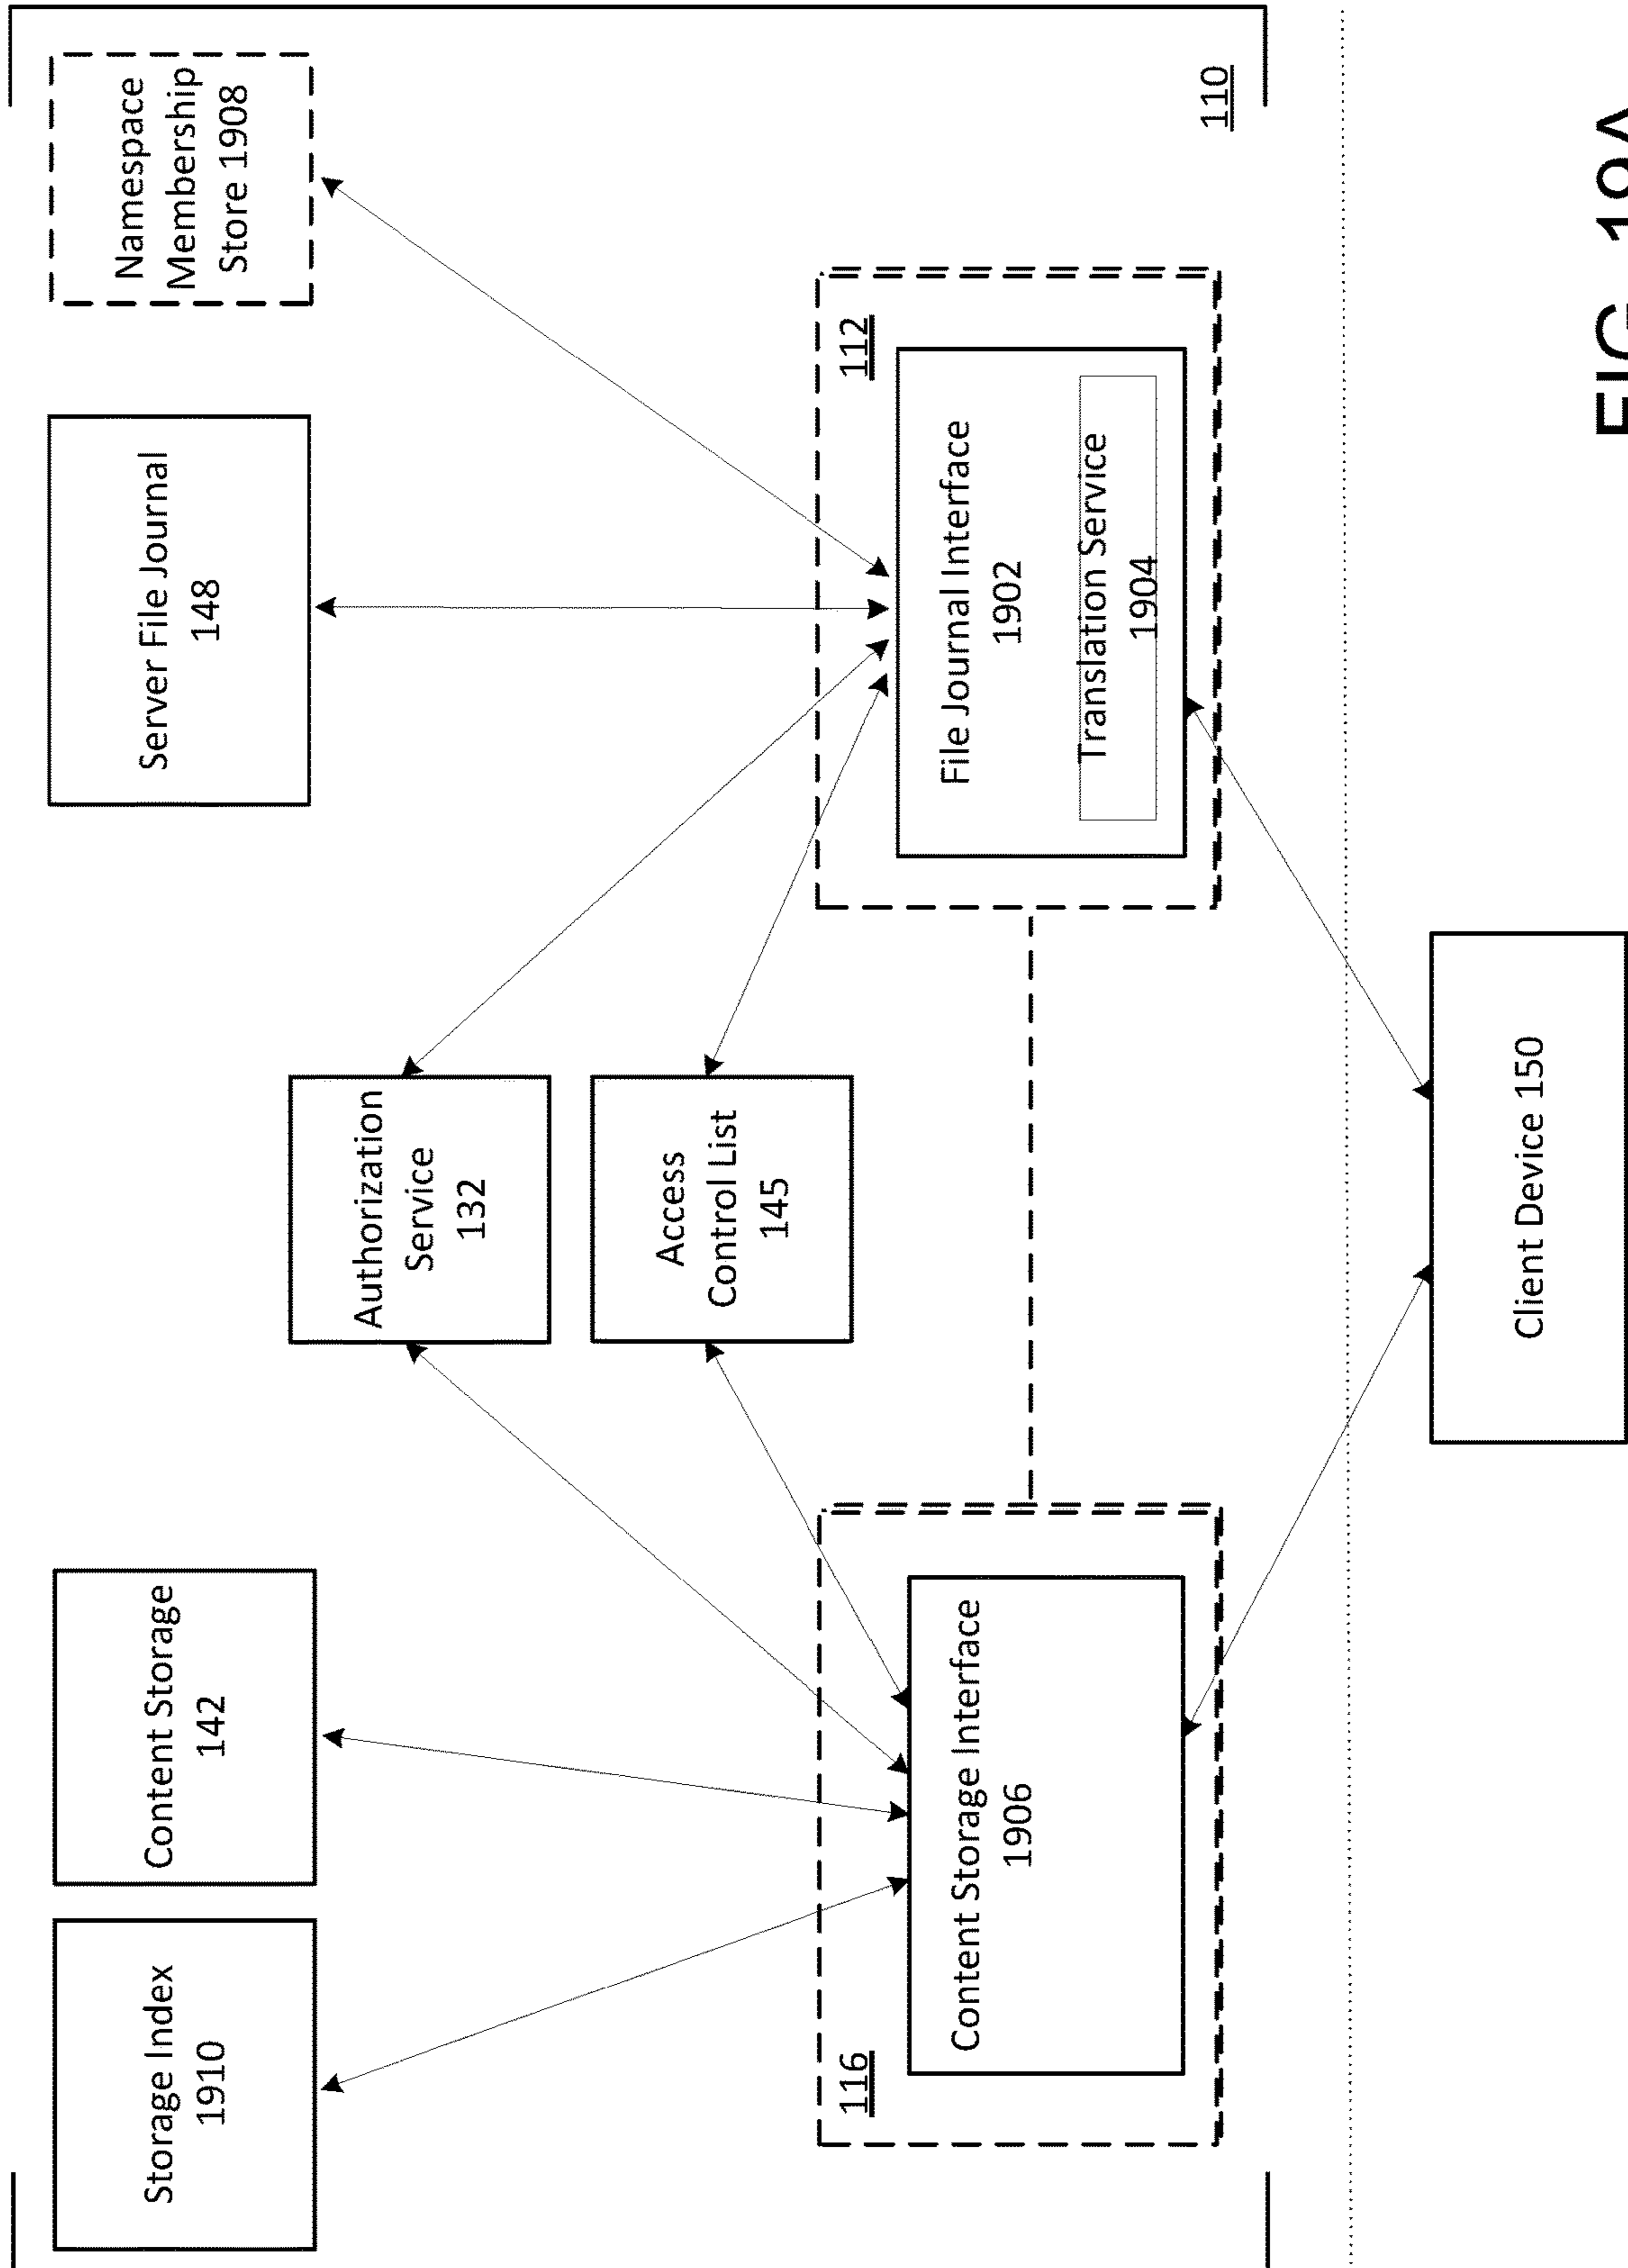 Storage Index
1910
Content Storage
142
Authorization
Service
132
Access
Control List
145
Server File Journal
148
Namespace
Membership
Store 1908
116
Content Storage Interface
1906
112
File Journal Interface
1902
Translation Service
1904
110
Client Device 150
FIG. 19A